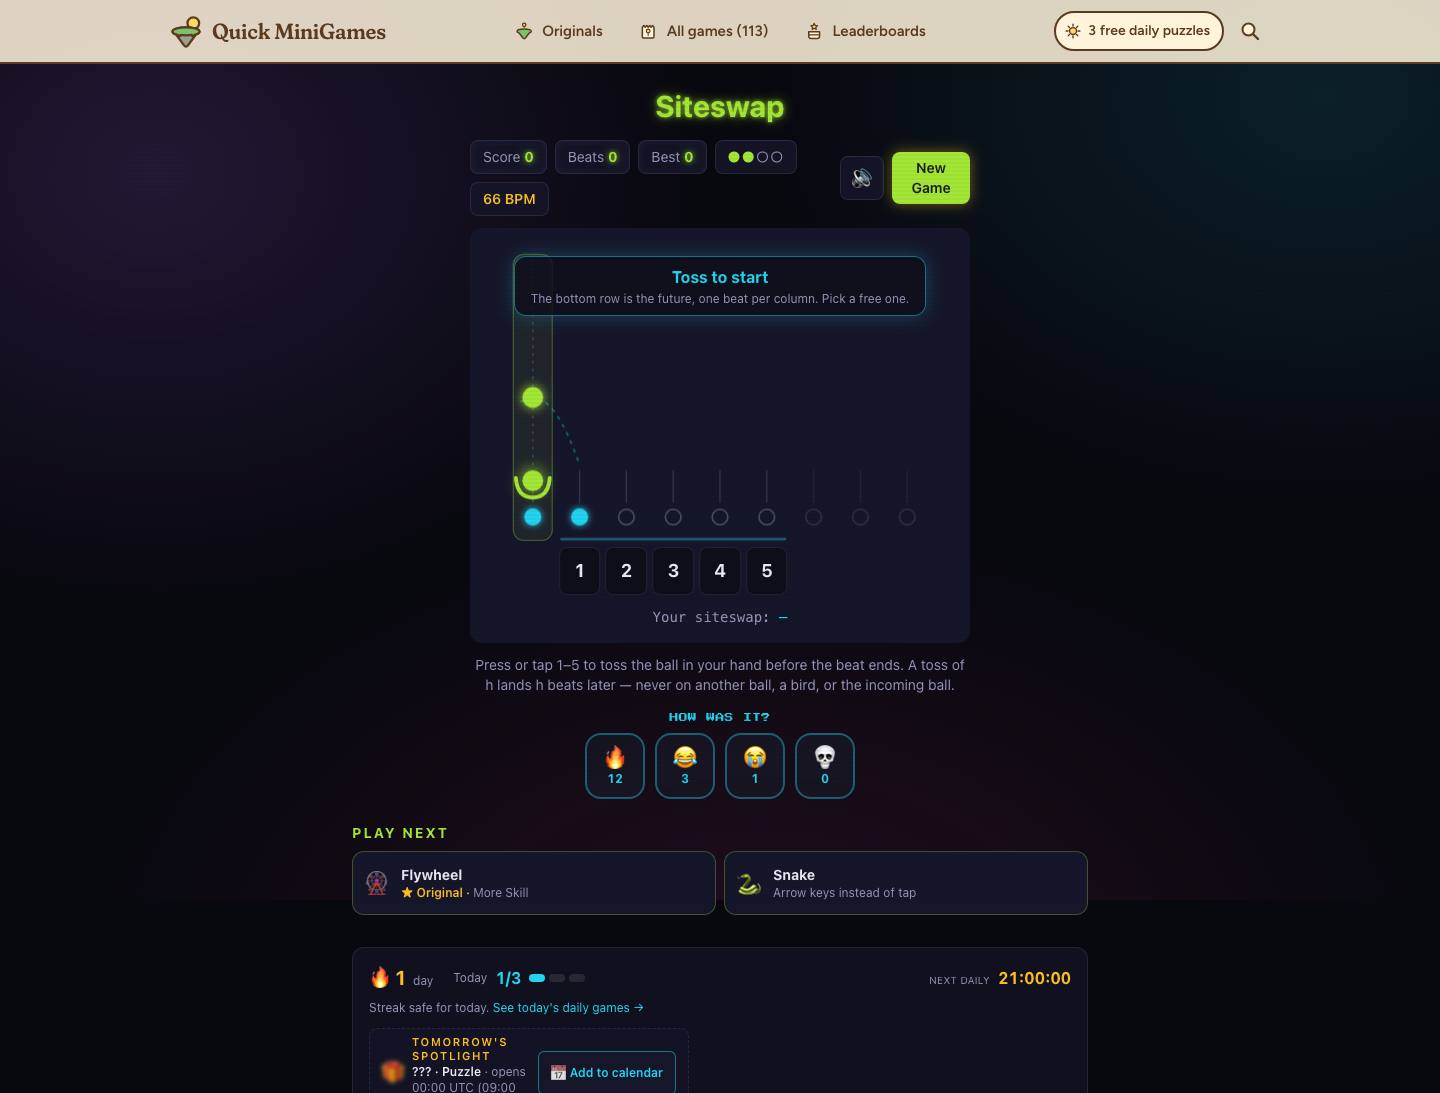 Quick MiniGames
Originals
All games (113)
Leaderboards
3 free daily puzzles
Siteswap
Score 0
Beats 0
Best 0
66 BPM
New
Game
Toss to start
The bottom row is the future, one beat per column. Pick a free one.
1 2 3 4 5
Your siteswap: –
Press or tap 1–5 to toss the ball in your hand before the beat ends. A toss of
h lands h beats later — never on another ball, a bird, or the incoming ball.
HOW WAS IT?
12 3 1 0
PLAY NEXT
Flywheel
Original · More Skill
Snake
Arrow keys instead of tap
1 day
Today 1/3
NEXT DAILY 21:00:00
Streak safe for today. See today's daily games →
TOMORROW'S
SPOTLIGHT
??? · Puzzle · opens
00:00 UTC (09:00
Add to calendar